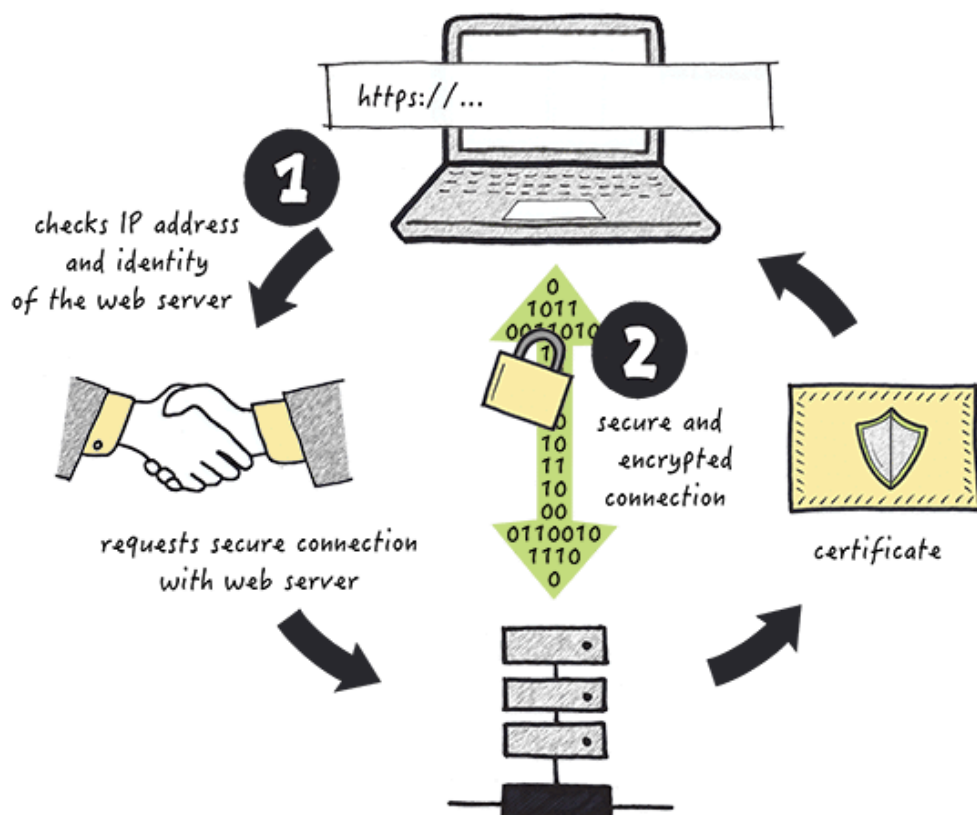 https://...
1
checks IP address
and identity
of the web server
requests secure connection
with web server
0
1011
0011010
1
2
secure and
encrypted
connection
0
10
11
10
00
0110010
1110
0
certificate